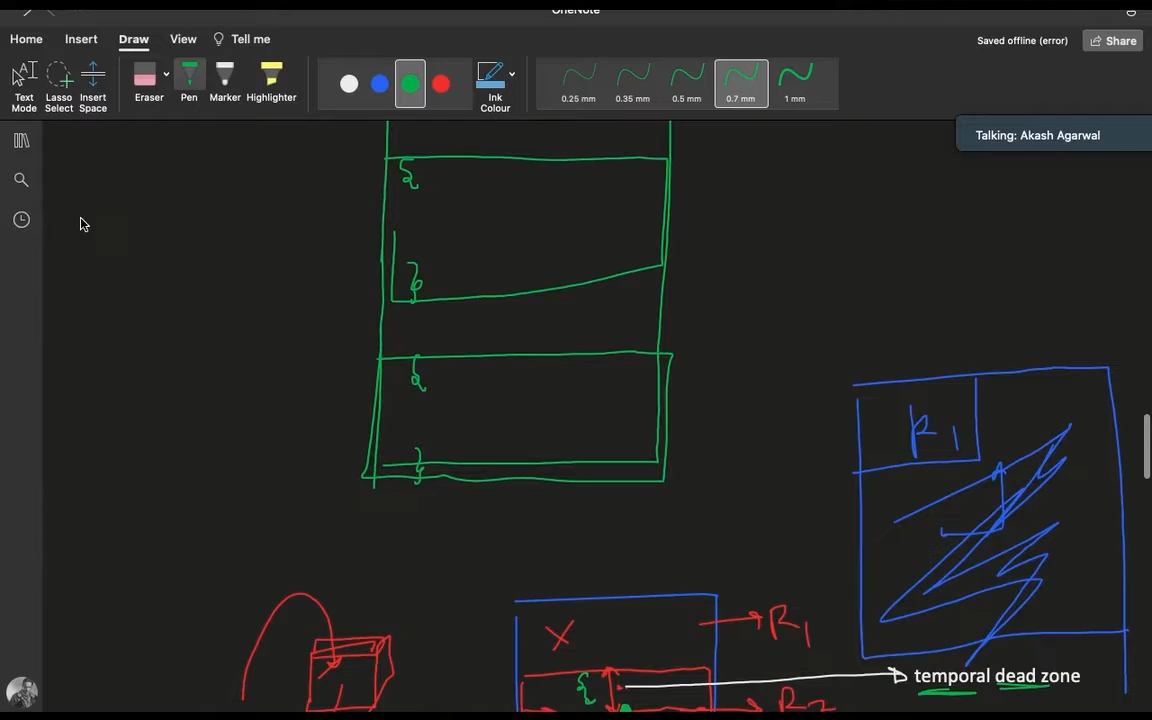 OneNote
Home Insert Draw View Tell me
Saved offline (error) Share
Text Mode
Lasso Select
Insert Space
Eraser
Pen
Marker
Highlighter
Ink Colour
0.25 mm 0.35 mm 0.5 mm 0.7 mm 1 mm
Talking: Akash Agarwal
{
}
{
}
R1
X
R1
temporal dead zone
{
R2